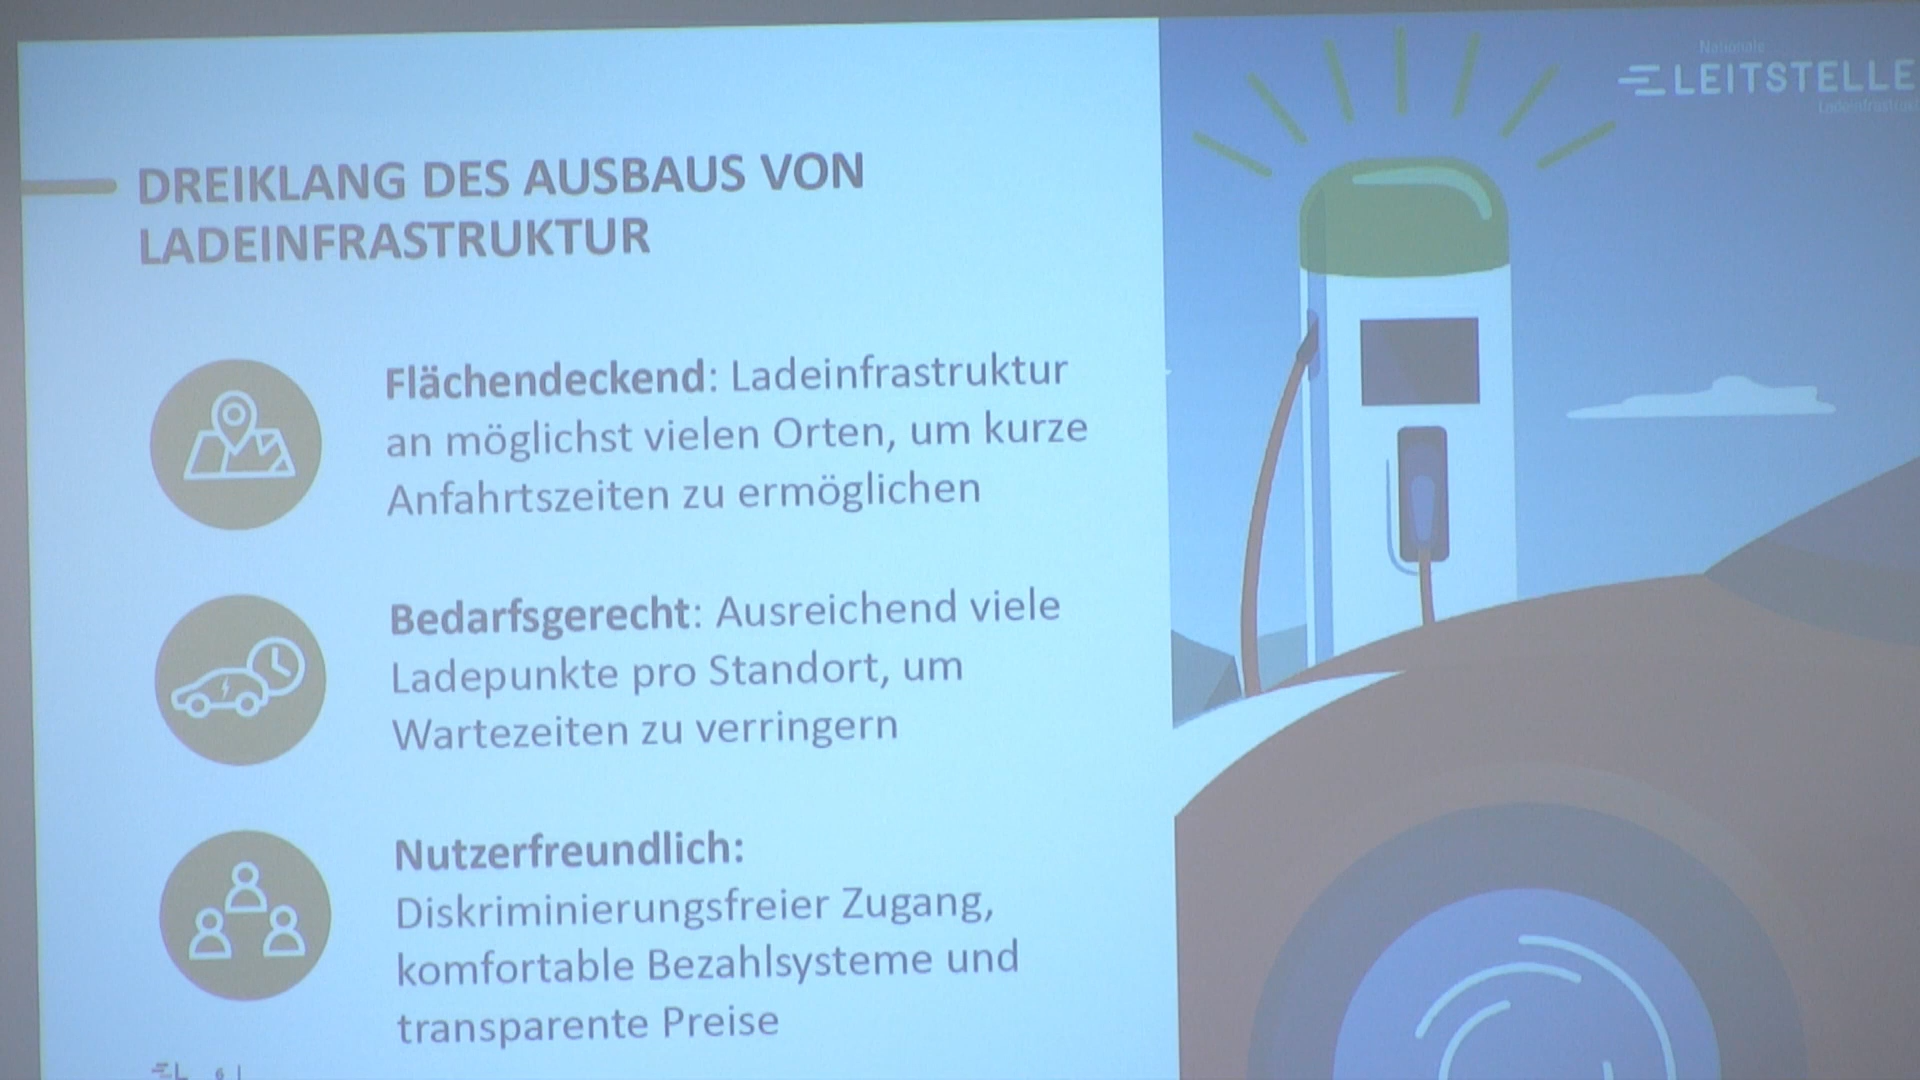 Nationale
LEITSTELLE
DREIKLANG DES AUSBAUS VON
LADEINFRASTRUKTUR
Flächendeckend: Ladeinfrastruktur
an möglichst vielen Orten, um kurze
Anfahrtszeiten zu ermöglichen
Bedarfsgerecht: Ausreichend viele
Ladepunkte pro Standort, um
Wartezeiten zu verringern
Nutzerfreundlich:
Diskriminierungsfreier Zugang,
komfortable Bezahlsysteme und
transparente Preise